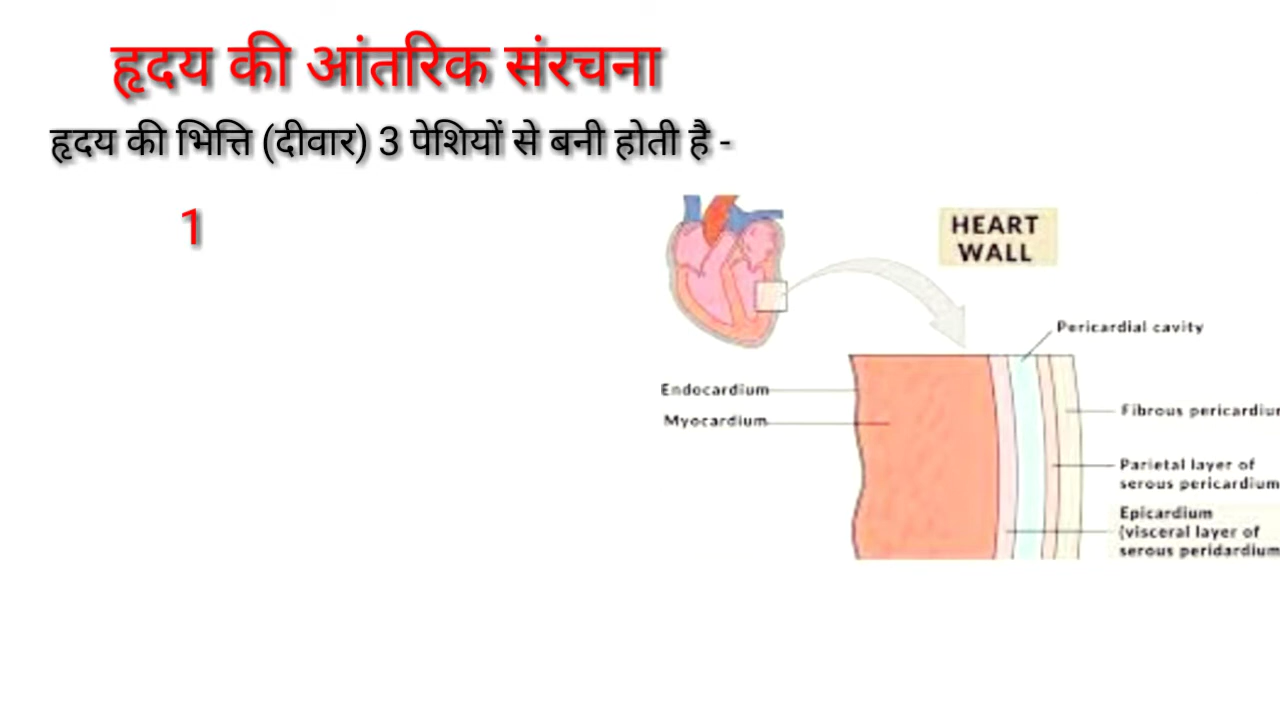 हृदय की आंतरिक संरचना
हृदय की भित्ति (दीवार) 3 पेशियों से बनी होती है -
1
HEART
WALL
Pericardial cavity
Endocardium
Myocardium
Fibrous pericardiur
Parietal layer of
serous pericardium
Epicardium
(visceral layer of
serous peridardium